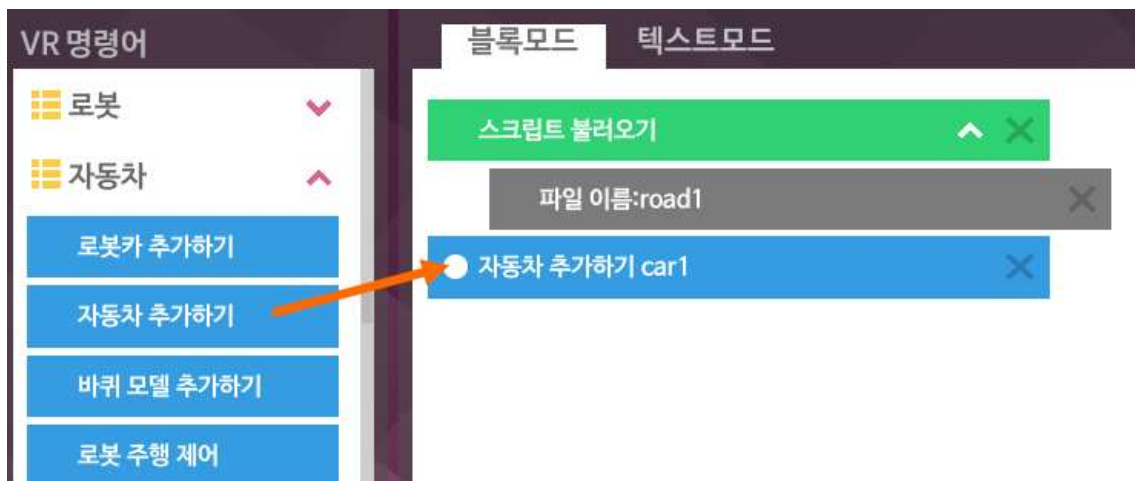 VR 명령어
로봇
자동차
로봇카 추가하기
자동차 추가하기
바퀴 모델 추가하기
로봇 주행 제어
블록모드 텍스트모드
스크립트 불러오기
파일 이름:road1
자동차 추가하기 car1